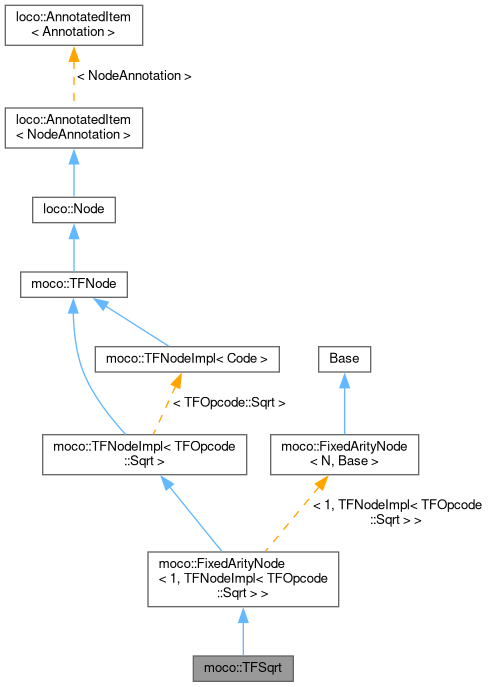 loco::AnnotatedItem
< Annotation >
< NodeAnnotation >
loco::AnnotatedItem
< NodeAnnotation >
loco::Node
moco::TFNode
moco::TFNodeImpl< Code >
Base
< TFOpcode::Sqrt >
moco::TFNodeImpl< TFOpcode
::Sqrt >
moco::FixedArityNode
< N, Base >
< 1, TFNodeImpl< TFOpcode
::Sqrt > >
moco::FixedArityNode
< 1, TFNodeImpl< TFOpcode
::Sqrt > >
moco::TFSqrt